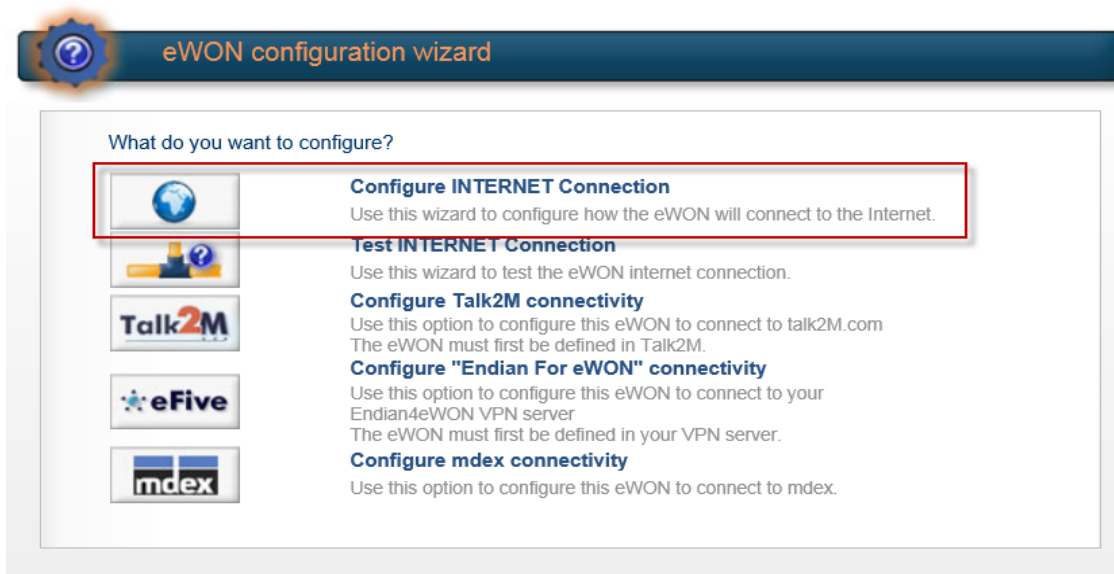 eWON configuration wizard
What do you want to configure?
Configure INTERNET Connection
Use this wizard to configure how the eWON will connect to the Internet.
Test INTERNET Connection
Use this wizard to test the eWON internet connection.
Talk2M
Configure Talk2M connectivity
Use this option to configure this eWON to connect to talk2M.com
The eWON must first be defined in Talk2M.
eFive
Configure "Endian For eWON" connectivity
Use this option to configure this eWON to connect to your
Endian4eWON VPN server
The eWON must first be defined in your VPN server.
mdex
Configure mdex connectivity
Use this option to configure this eWON to connect to mdex.